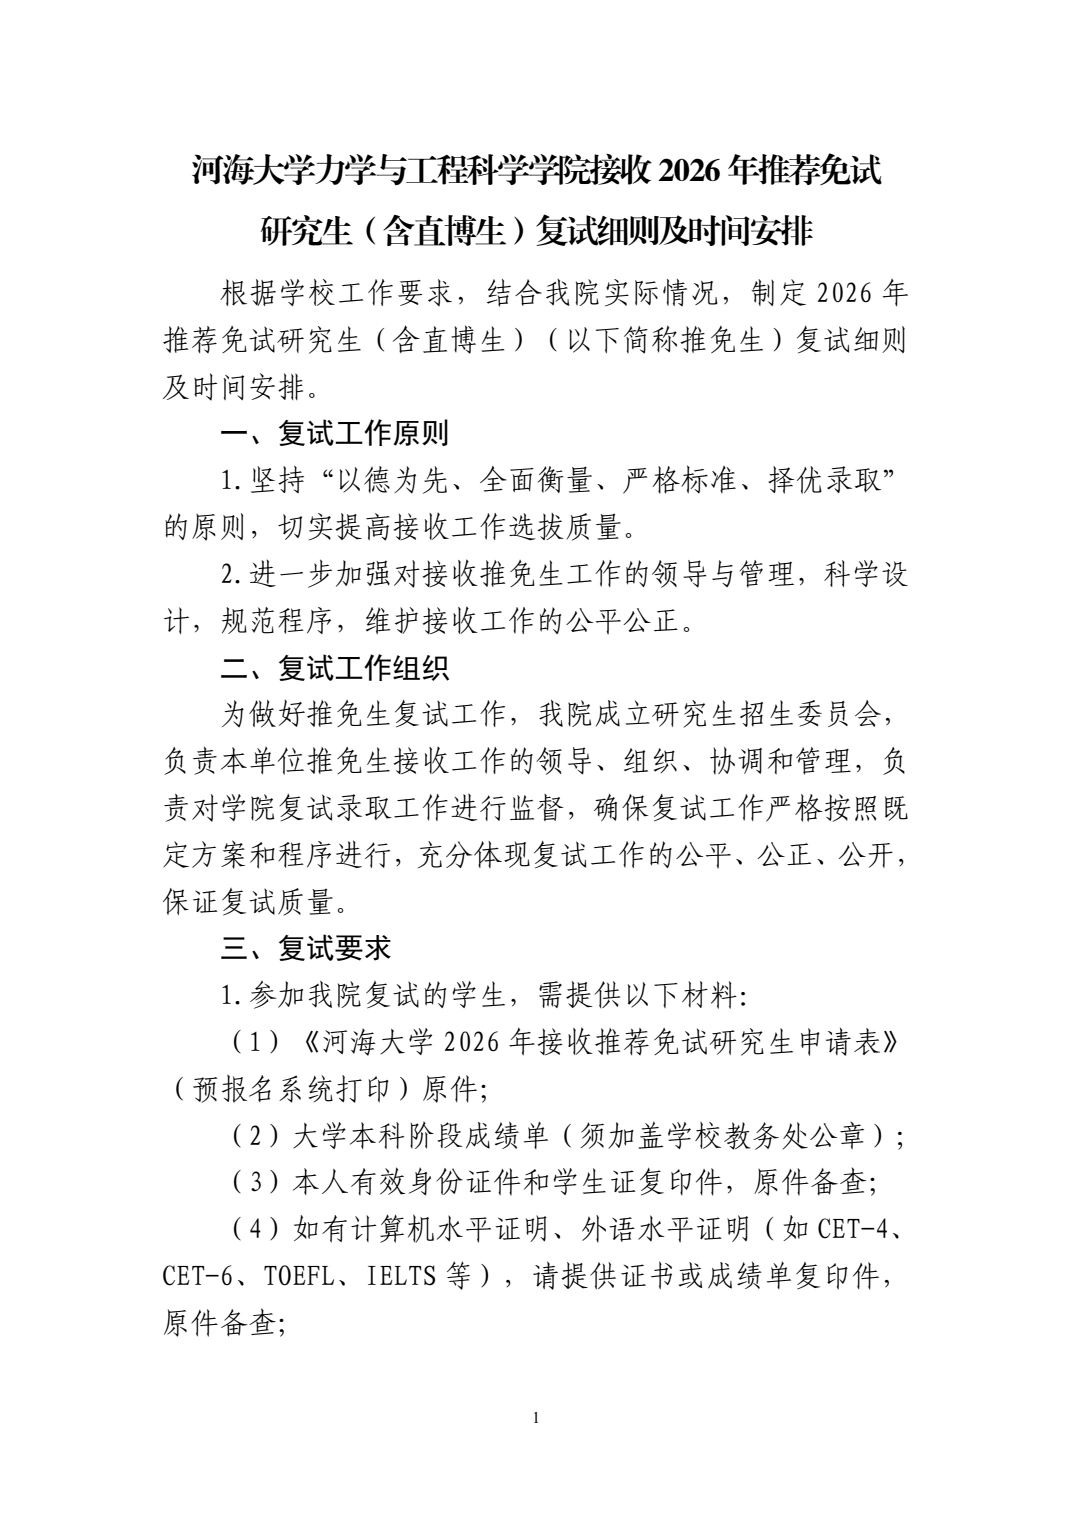 河海大学力学与工程科学学院接收 2026 年推荐免试
研究生（含直博生）复试细则及时间安排
根据学校工作要求，结合我院实际情况，制定 2026 年
推荐免试研究生（含直博生）（以下简称推免生）复试细则
及时间安排。
一、复试工作原则
1.坚持“以德为先、全面衡量、严格标准、择优录取”
的原则，切实提高接收工作选拔质量。
2.进一步加强对接收推免生工作的领导与管理，科学设
计，规范程序，维护接收工作的公平公正。
二、复试工作组织
为做好推免生复试工作，我院成立研究生招生委员会，
负责本单位推免生接收工作的领导、组织、协调和管理，负
责对学院复试录取工作进行监督，确保复试工作严格按照既
定方案和程序进行，充分体现复试工作的公平、公正、公开，
保证复试质量。
三、复试要求
1.参加我院复试的学生，需提供以下材料：
（1）《河海大学 2026 年接收推荐免试研究生申请表》
（预报名系统打印）原件；
（2）大学本科阶段成绩单（须加盖学校教务处公章）；
（3）本人有效身份证件和学生证复印件，原件备查；
（4）如有计算机水平证明、外语水平证明（如 CET-4、
CET-6、TOEFL、IELTS 等），请提供证书或成绩单复印件，
原件备查；
1